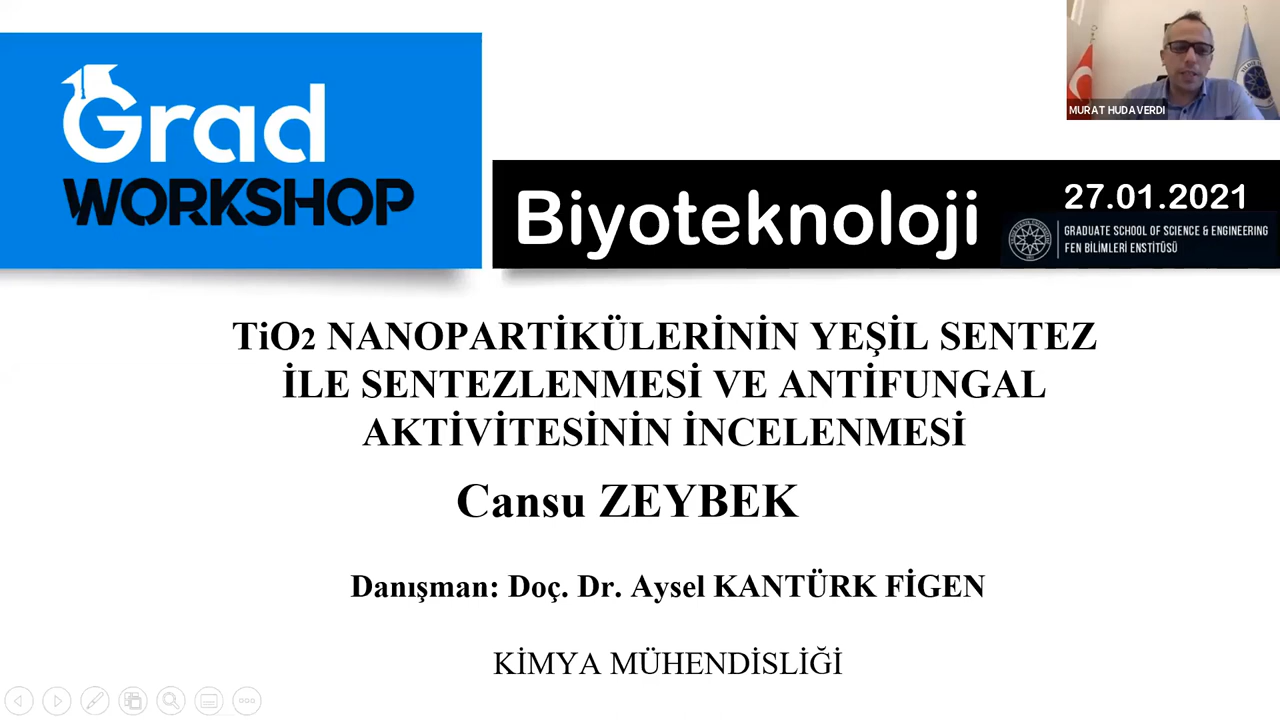 Grad
WORKSHOP
MURAT HUDAVERDI
Biyoteknoloji
27.01.2021
GRADUATE SCHOOL OF SCIENCE & ENGINEERING
FEN BİLİMLERİ ENSTİTÜSÜ
TiO2 NANOPARTİKÜLERİNİN YEŞİL SENTEZ
İLE SENTEZLENMESİ VE ANTİFUNGAL
AKTİVİTESİNİN İNCELENMESİ
Cansu ZEYBEK
Danışman: Doç. Dr. Aysel KANTÜRK FİGEN
KİMYA MÜHENDİSLİĞİ